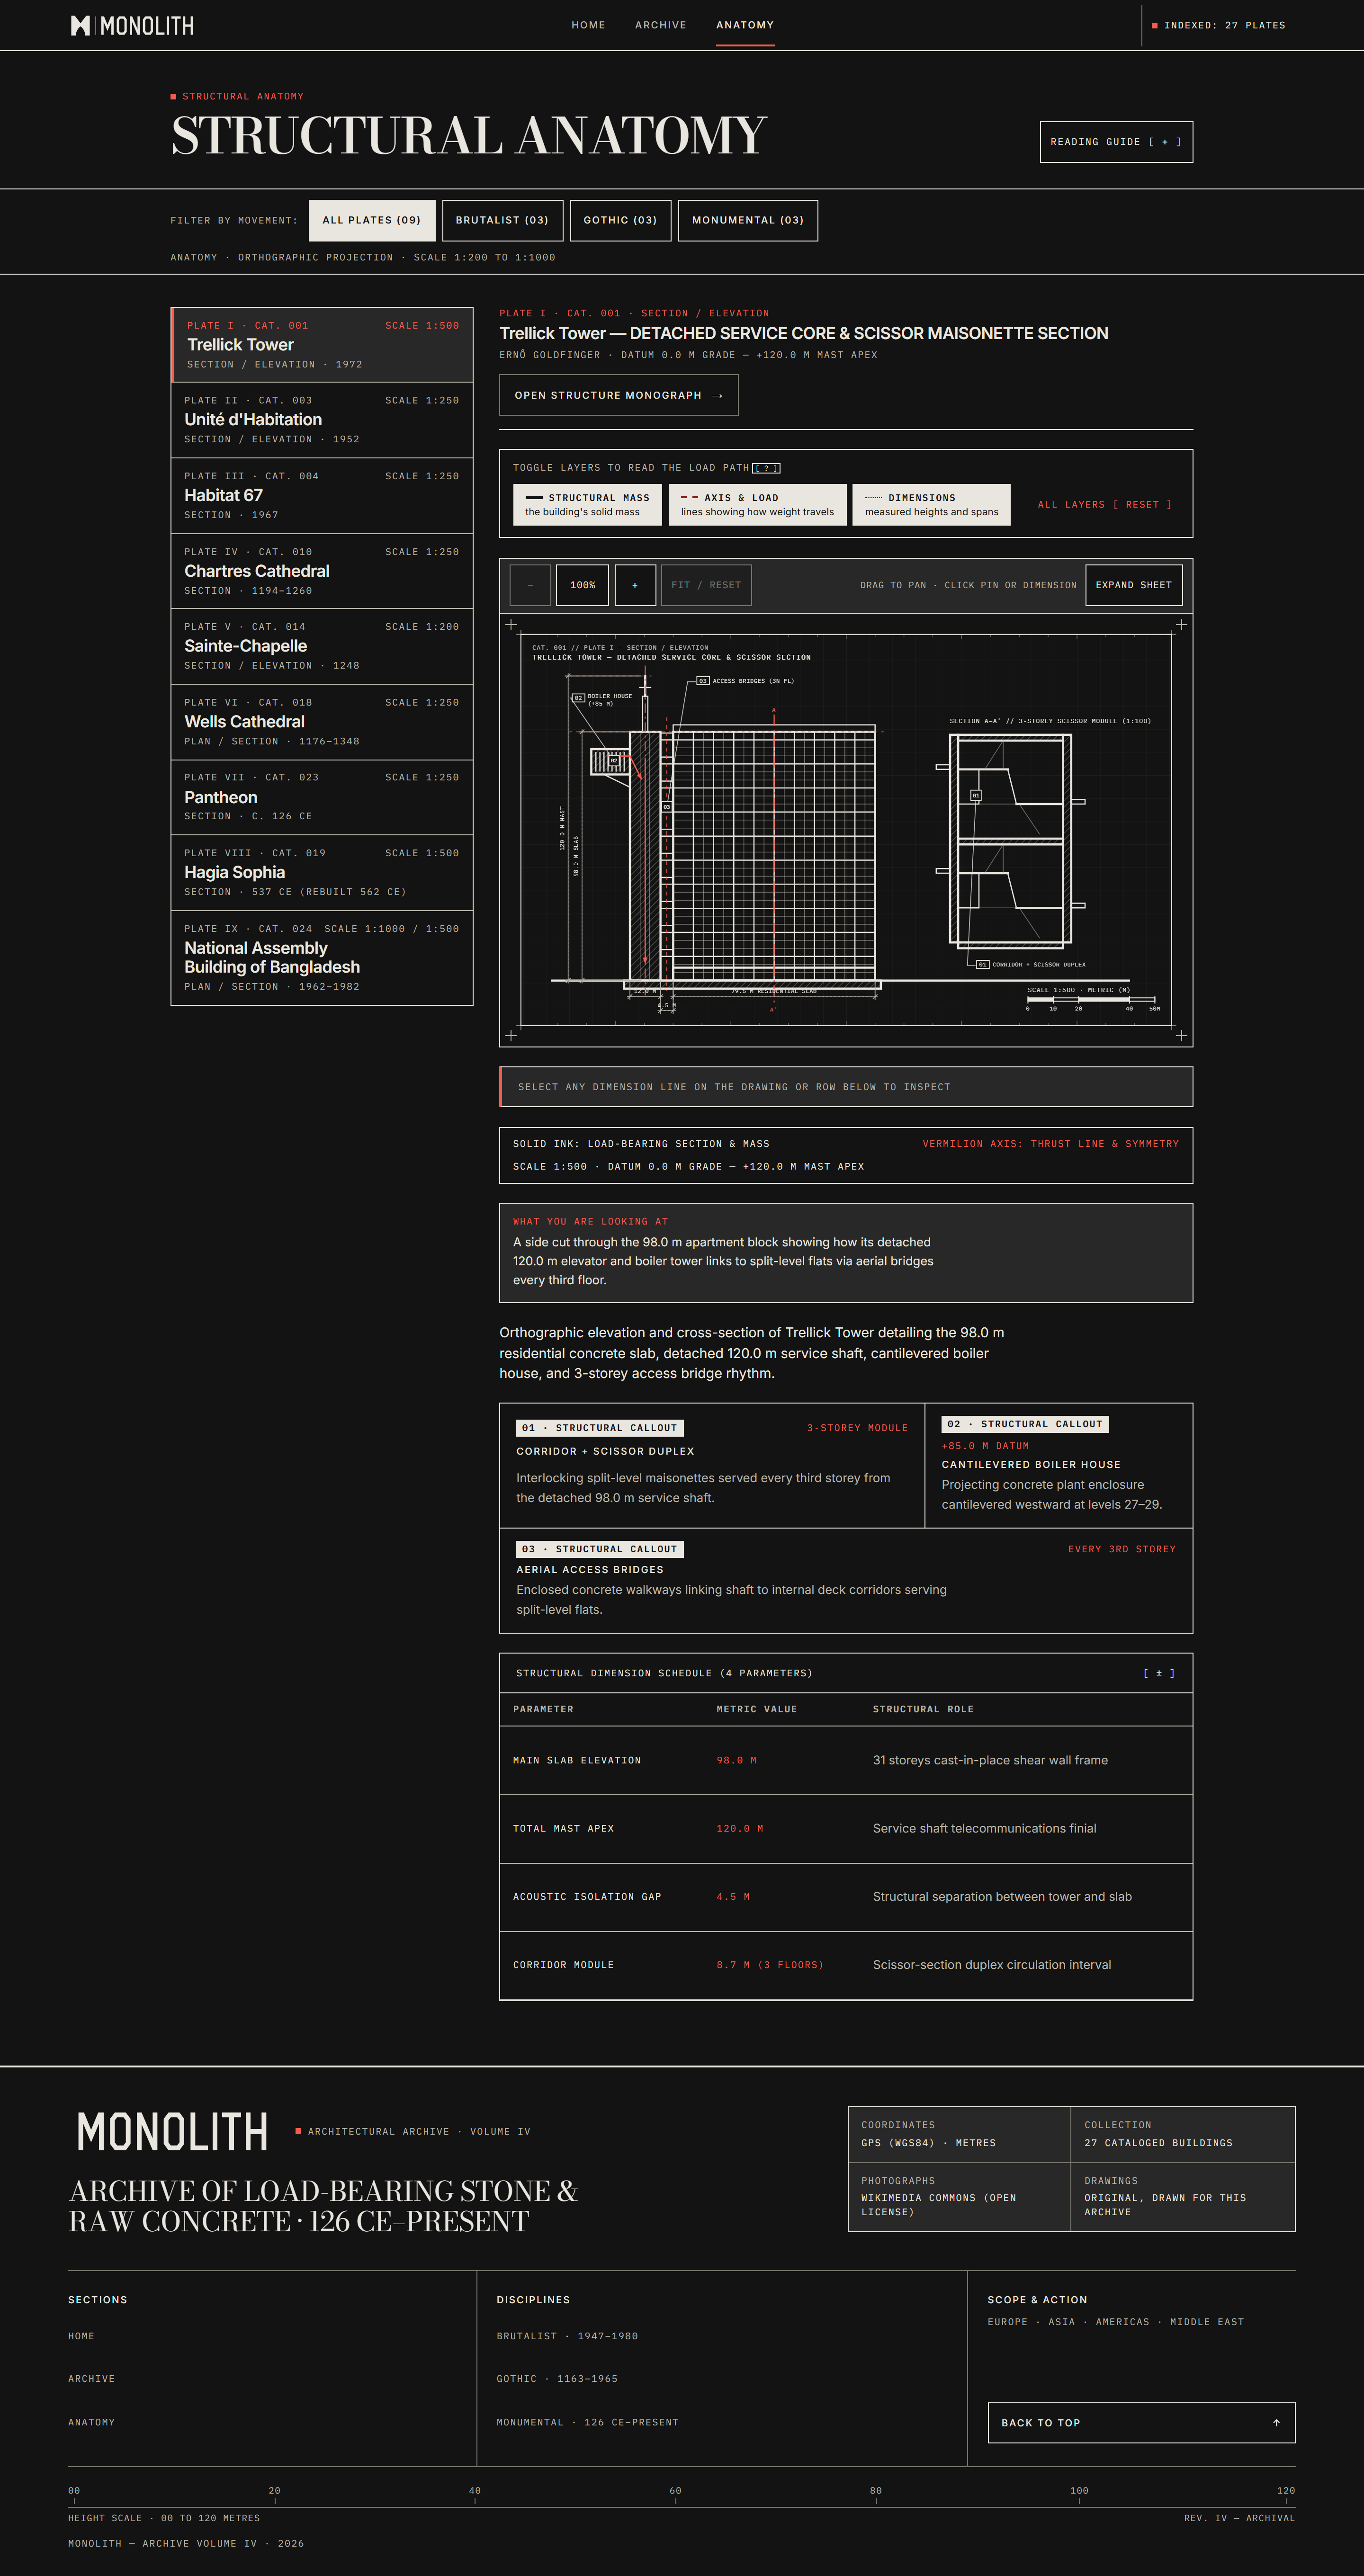 MONOLITH
HOME
ARCHIVE
ANATOMY
INDEXED: 27 PLATES
STRUCTURAL ANATOMY
STRUCTURAL ANATOMY
READING GUIDE [ + ]
FILTER BY MOVEMENT:
ALL PLATES (09)
BRUTALIST (03)
GOTHIC (03)
MONUMENTAL (03)
ANATOMY · ORTHOGRAPHIC PROJECTION · SCALE 1:200 TO 1:1000
PLATE I · CAT. 001 SCALE 1:500
Trellick Tower
SECTION / ELEVATION · 1972
PLATE II · CAT. 003 SCALE 1:250
Unité d'Habitation
SECTION / ELEVATION · 1952
PLATE III · CAT. 004 SCALE 1:250
Habitat 67
SECTION · 1967
PLATE IV · CAT. 010 SCALE 1:250
Chartres Cathedral
SECTION · 1194–1260
PLATE V · CAT. 014 SCALE 1:200
Sainte-Chapelle
SECTION / ELEVATION · 1248
PLATE VI · CAT. 018 SCALE 1:250
Wells Cathedral
PLAN / SECTION · 1176–1348
PLATE VII · CAT. 023 SCALE 1:250
Pantheon
SECTION · C. 126 CE
PLATE VIII · CAT. 019 SCALE 1:500
Hagia Sophia
SECTION · 537 CE (REBUILT 562 CE)
PLATE IX · CAT. 024 SCALE 1:1000 / 1:500
National Assembly
Building of Bangladesh
PLAN / SECTION · 1962–1982
PLATE I · CAT. 001 · SECTION / ELEVATION
Trellick Tower — DETACHED SERVICE CORE & SCISSOR MAISONETTE SECTION
ERNŐ GOLDFINGER · DATUM 0.0 M GRADE — +120.0 M MAST APEX
OPEN STRUCTURE MONOGRAPH →
TOGGLE LAYERS TO READ THE LOAD PATH [ ? ]
STRUCTURAL MASS
the building's solid mass
AXIS & LOAD
lines showing how weight travels
DIMENSIONS
measured heights and spans
ALL LAYERS [ RESET ]
−
100%
+
FIT / RESET
DRAG TO PAN · CLICK PIN OR DIMENSION
EXPAND SHEET
CAT. 001 // PLATE I — SECTION / ELEVATION
TRELLICK TOWER — DETACHED SERVICE CORE & SCISSOR SECTION
02 BOILER HOUSE
(+85 M)
03 ACCESS BRIDGES (3N FL)
A
SECTION A-A' // 3-STOREY SCISSOR MODULE (1:100)
02
03
01
120.0 M MAST
98.0 M SLAB
01 CORRIDOR + SCISSOR DUPLEX
12.0 M
79.5 M RESIDENTIAL SLAB
4.5 M
A'
SCALE 1:500 · METRIC (M)
0 10 20 40 50M
SELECT ANY DIMENSION LINE ON THE DRAWING OR ROW BELOW TO INSPECT
SOLID INK: LOAD-BEARING SECTION & MASS
VERMILION AXIS: THRUST LINE & SYMMETRY
SCALE 1:500 · DATUM 0.0 M GRADE — +120.0 M MAST APEX
WHAT YOU ARE LOOKING AT
A side cut through the 98.0 m apartment block showing how its detached
120.0 m elevator and boiler tower links to split-level flats via aerial bridges
every third floor.
Orthographic elevation and cross-section of Trellick Tower detailing the 98.0 m
residential concrete slab, detached 120.0 m service shaft, cantilevered boiler
house, and 3-storey access bridge rhythm.
01 · STRUCTURAL CALLOUT
3-STOREY MODULE
CORRIDOR + SCISSOR DUPLEX
Interlocking split-level maisonettes served every third storey from
the detached 98.0 m service shaft.
02 · STRUCTURAL CALLOUT
+85.0 M DATUM
CANTILEVERED BOILER HOUSE
Projecting concrete plant enclosure
cantilevered westward at levels 27–29.
03 · STRUCTURAL CALLOUT
EVERY 3RD STOREY
AERIAL ACCESS BRIDGES
Enclosed concrete walkways linking shaft to internal deck corridors serving
split-level flats.
STRUCTURAL DIMENSION SCHEDULE (4 PARAMETERS) [ ± ]
PARAMETER METRIC VALUE STRUCTURAL ROLE
MAIN SLAB ELEVATION 98.0 M 31 storeys cast-in-place shear wall frame
TOTAL MAST APEX 120.0 M Service shaft telecommunications finial
ACOUSTIC ISOLATION GAP 4.5 M Structural separation between tower and slab
CORRIDOR MODULE 8.7 M (3 FLOORS) Scissor-section duplex circulation interval
MONOLITH
ARCHITECTURAL ARCHIVE · VOLUME IV
ARCHIVE OF LOAD-BEARING STONE &
RAW CONCRETE · 126 CE–PRESENT
COORDINATES
GPS (WGS84) · METRES
COLLECTION
27 CATALOGED BUILDINGS
PHOTOGRAPHS
WIKIMEDIA COMMONS (OPEN
LICENSE)
DRAWINGS
ORIGINAL, DRAWN FOR THIS
ARCHIVE
SECTIONS
HOME
ARCHIVE
ANATOMY
DISCIPLINES
BRUTALIST · 1947–1980
GOTHIC · 1163–1965
MONUMENTAL · 126 CE–PRESENT
SCOPE & ACTION
EUROPE · ASIA · AMERICAS · MIDDLE EAST
BACK TO TOP ↑
00 20 40 60 80 100 120
HEIGHT SCALE · 00 TO 120 METRES
REV. IV — ARCHIVAL
MONOLITH — ARCHIVE VOLUME IV · 2026